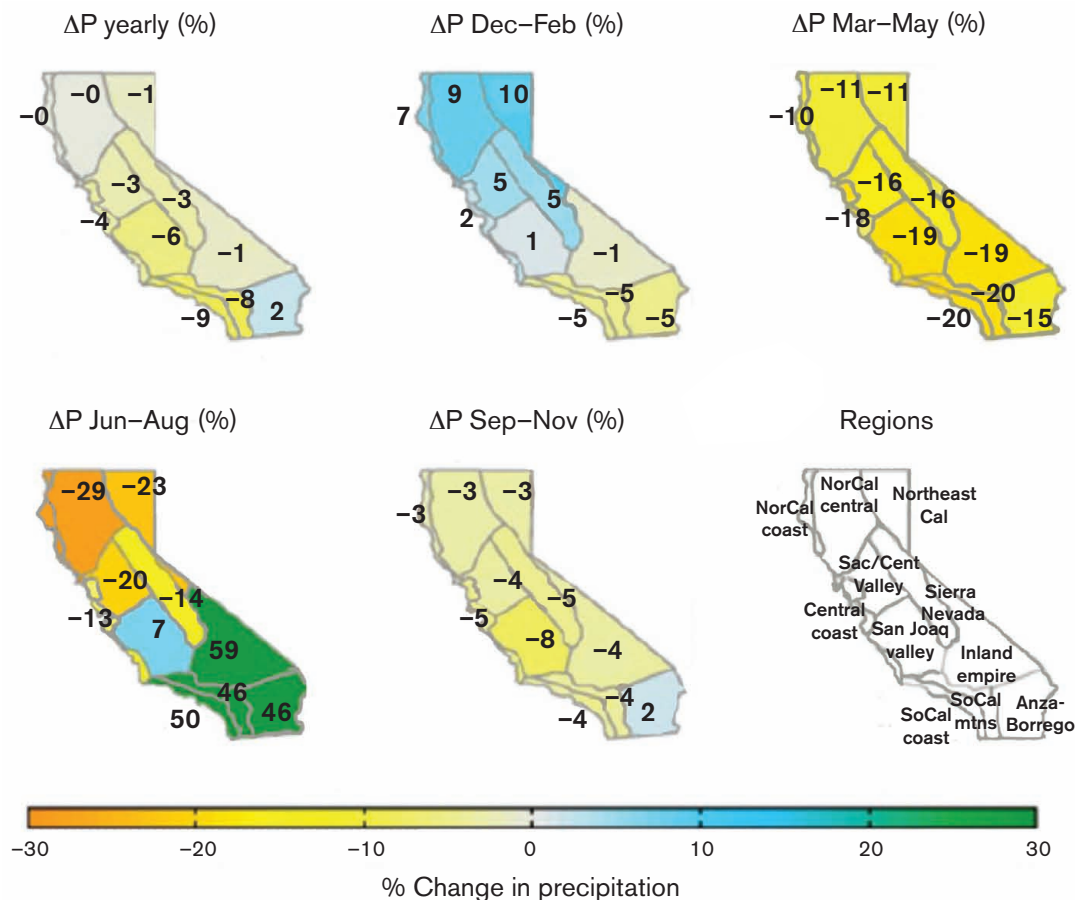 ΔP yearly (%)
ΔP Dec–Feb (%)
ΔP Mar–May (%)
−0
−0
−1
−3
−3
−4
−6
−1
−8
−9
2
7
9
10
5
5
2
1
−1
−5
−5
−5
−10
−11
−11
−16
−16
−18
−19
−19
−20
−20
−15
ΔP Jun–Aug (%)
ΔP Sep–Nov (%)
Regions
−29
−23
−20
−14
−13
7
59
46
50
46
−3
−3
−3
−4
−5
−5
−8
−4
−4
−4
2
NorCal
coast
NorCal
central
Northeast
Cal
Sac/Cent
Valley
Sierra
Nevada
Central
coast
San Joaq
valley
Inland
empire
SoCal
coast
SoCal
mtns
Anza-
Borrego
−30
−20
−10
0
10
20
30
% Change in precipitation